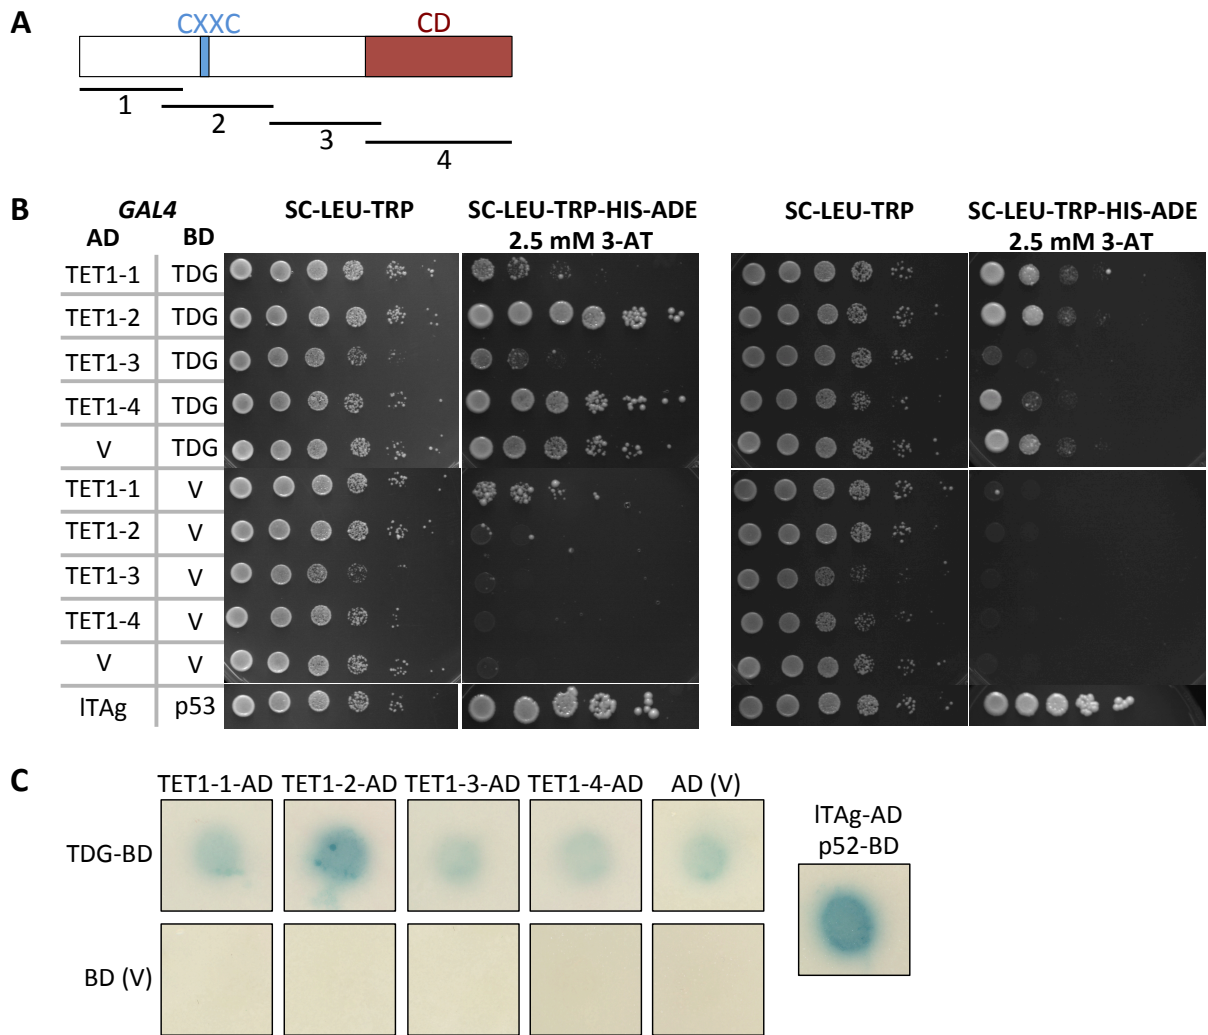 A
CXXC
CD
1
2
3
4
B
GAL4
AD BD
SC-LEU-TRP
SC-LEU-TRP-HIS-ADE
2.5 mM 3-AT
SC-LEU-TRP
SC-LEU-TRP-HIS-ADE
2.5 mM 3-AT
TET1-1 TDG
TET1-2 TDG
TET1-3 TDG
TET1-4 TDG
V TDG
TET1-1 V
TET1-2 V
TET1-3 V
TET1-4 V
V V
lTAg p53
C
TET1-1-AD TET1-2-AD TET1-3-AD TET1-4-AD AD (V)
TDG-BD
BD (V)
lTAg-AD
p52-BD